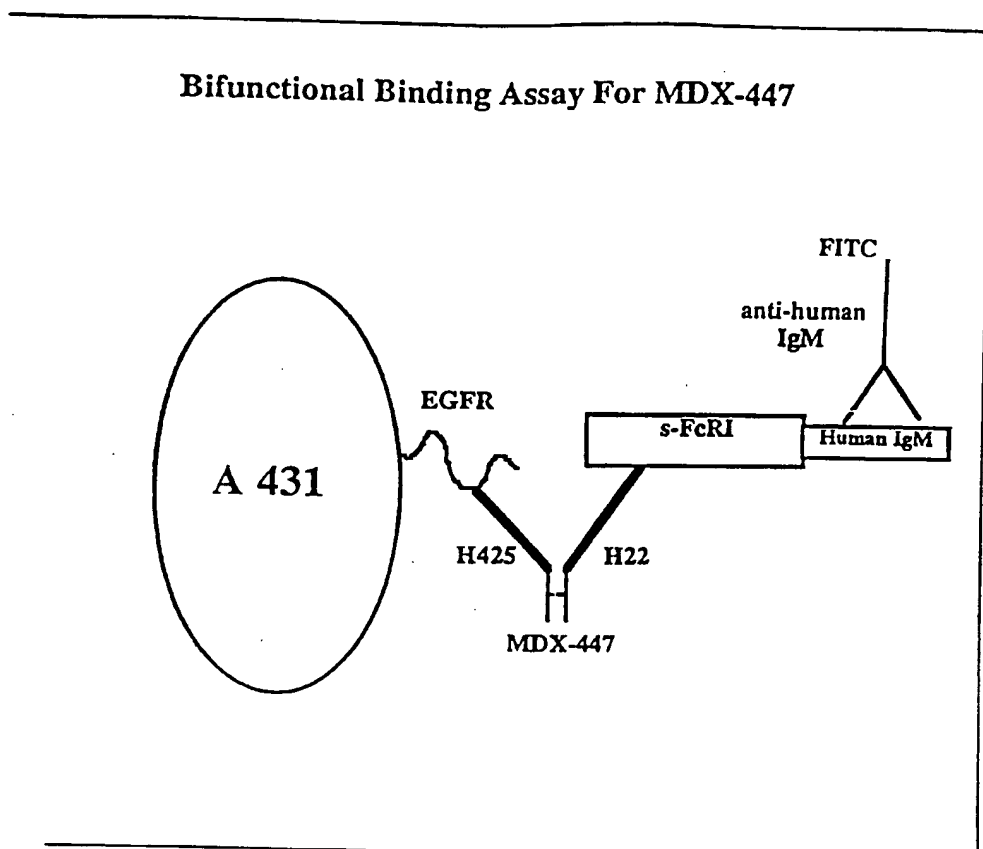 Bifunctional Binding Assay For MDX-447
FITC
anti-human
IgM
EGFR
s-FcRI
Human IgM
A 431
H425
H22
MDX-447